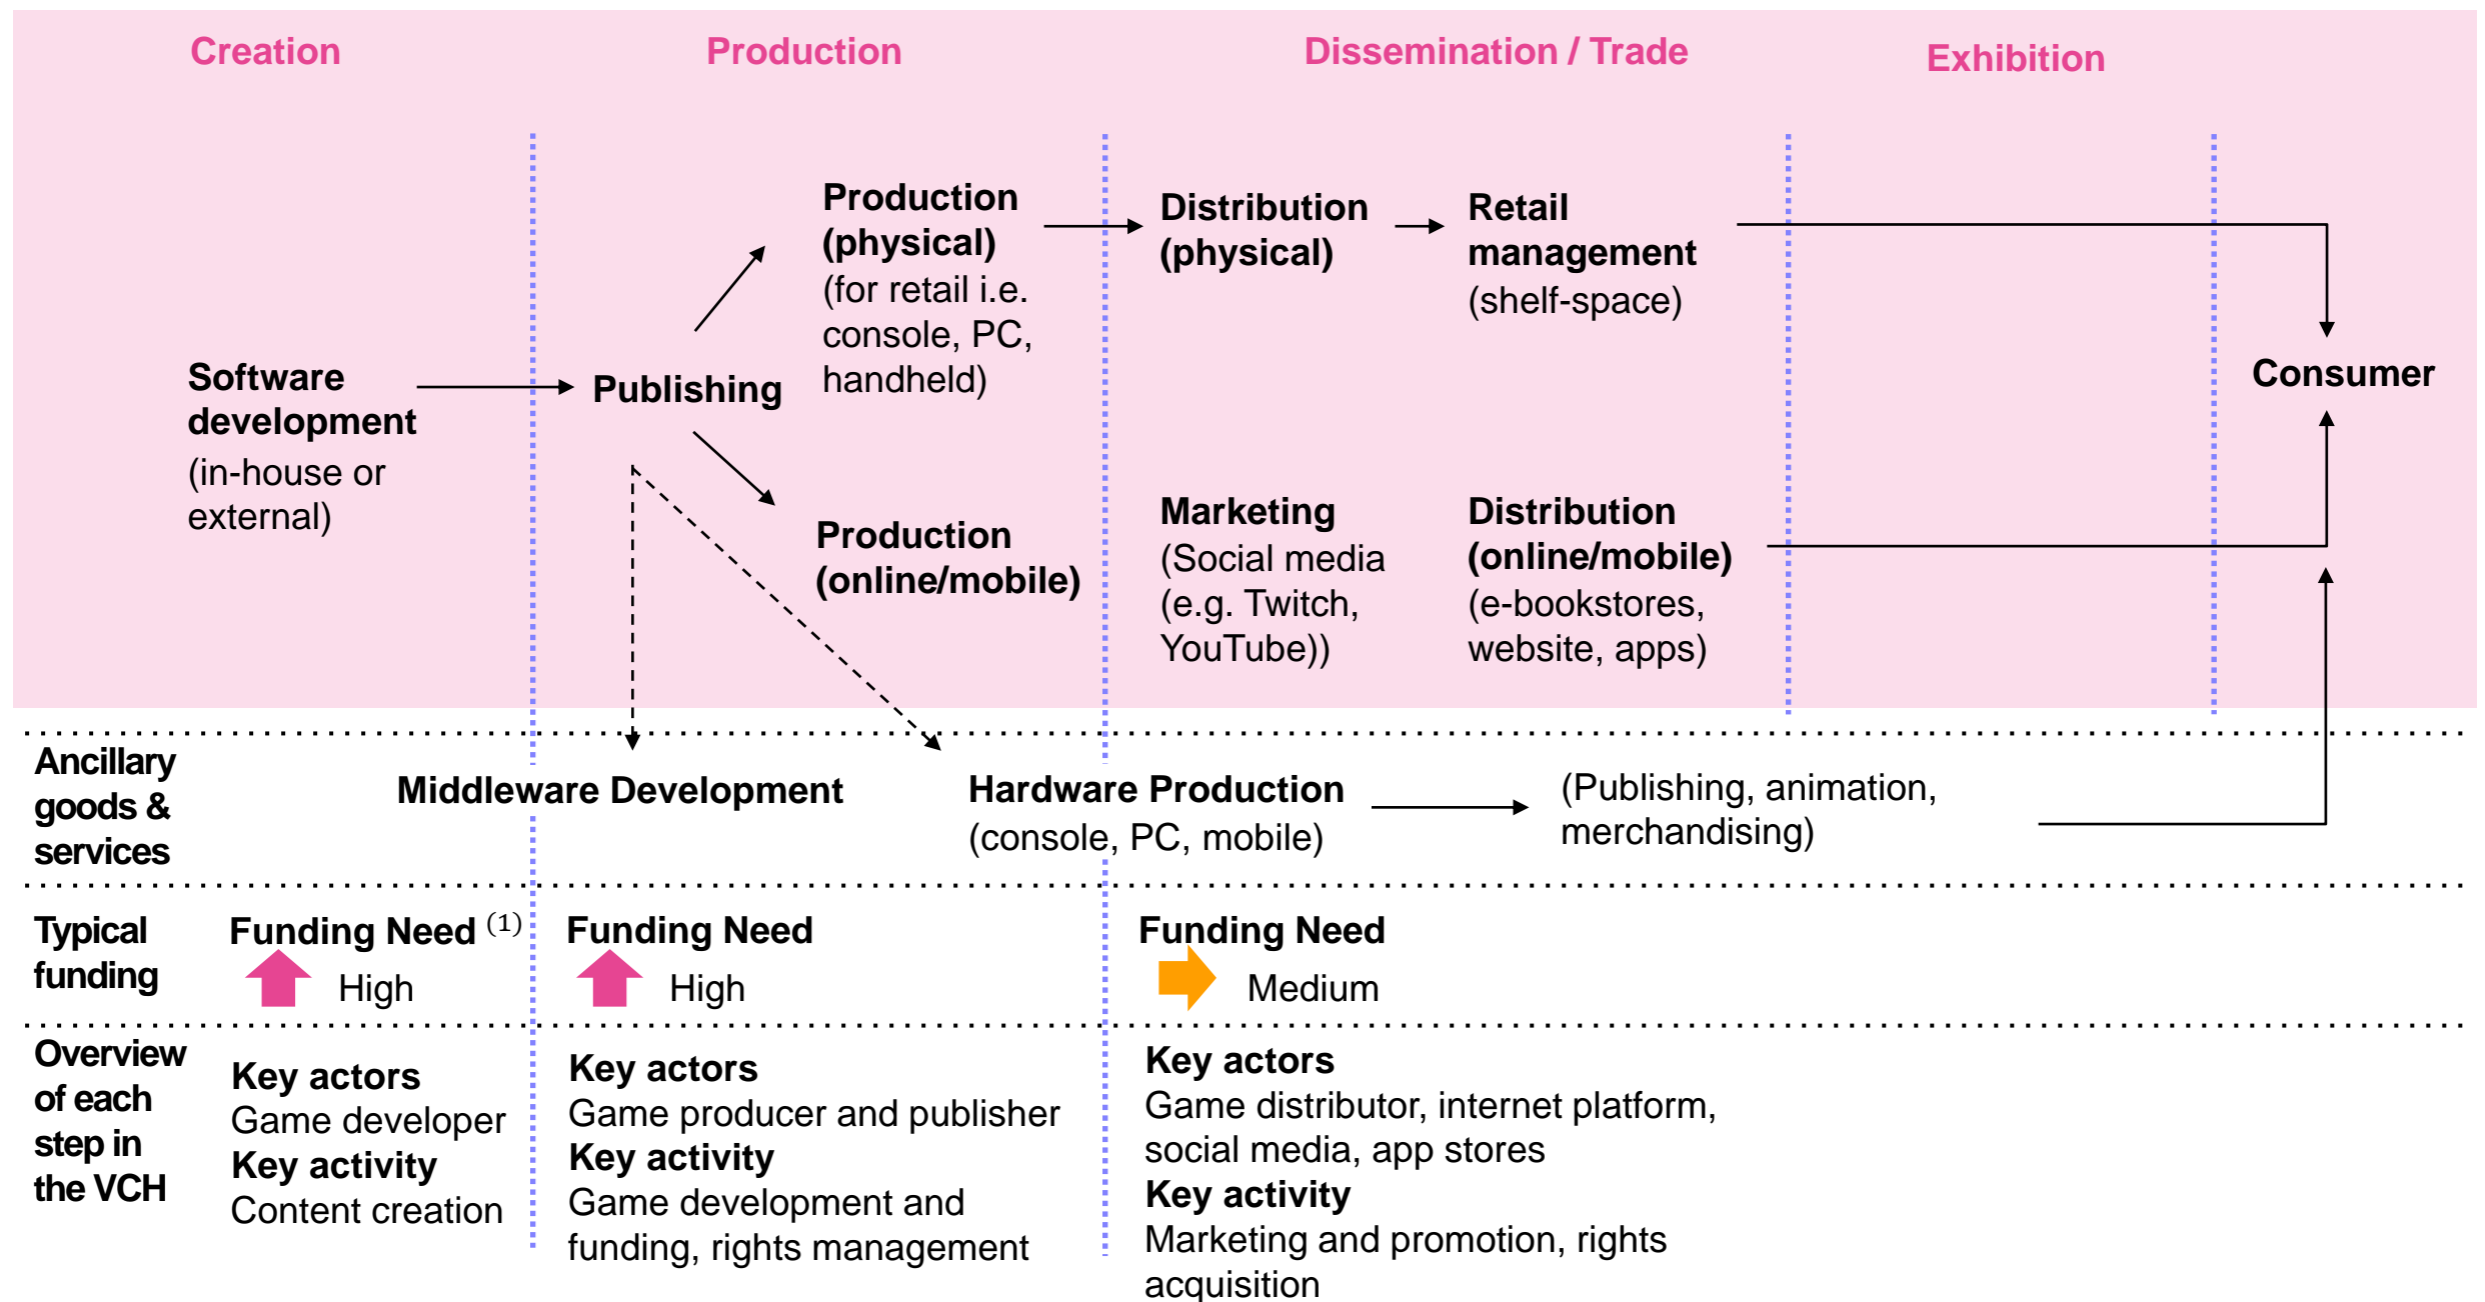 Creation
Production
Dissemination / Trade
Exhibition
Software
development
(in-house or
external)
Publishing
Production
(physical)
(for retail i.e.
console, PC,
handheld)
Production
(online/mobile)
Distribution
(physical)
Retail
management
(shelf-space)
Marketing
(Social media
(e.g. Twitch,
YouTube))
Distribution
(online/mobile)
(e-bookstores,
website, apps)
Consumer
Ancillary
goods &
services
Middleware Development
Hardware Production
(console, PC, mobile)
(Publishing, animation,
merchandising)
Typical
funding
Funding Need (1)
High
Funding Need
High
Funding Need
Medium
Overview
of each
step in
the VCH
Key actors
Game developer
Key activity
Content creation
Key actors
Game producer and publisher
Key activity
Game development and
funding, rights management
Key actors
Game distributor, internet platform,
social media, app stores
Key activity
Marketing and promotion, rights
acquisition